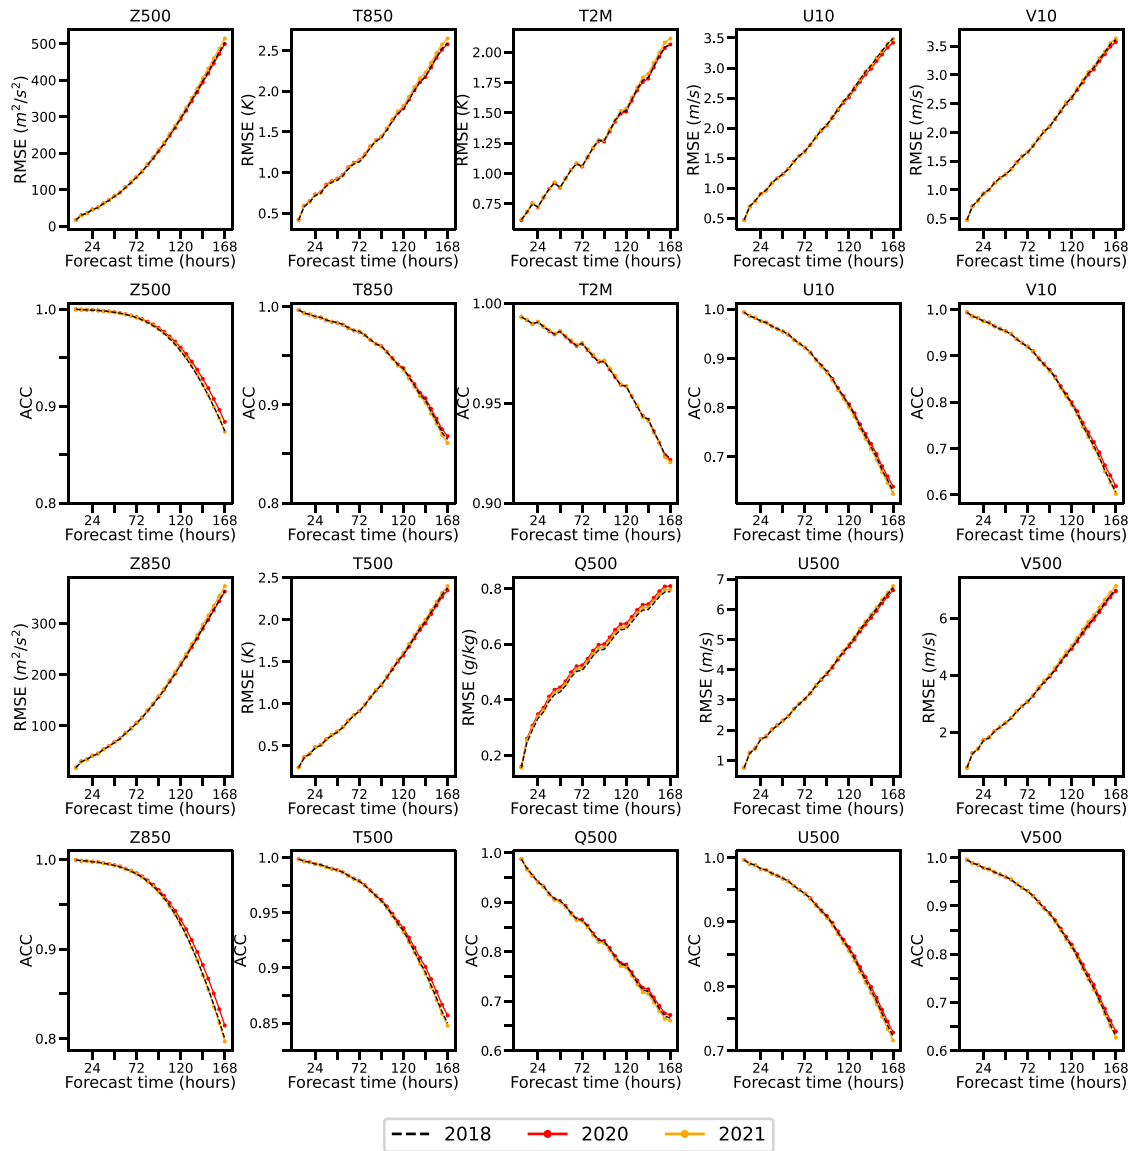 Z500 T850 T2M U10 V10
RMSE (m²/s²) RMSE (K) RMSE (K) RMSE (m/s) RMSE (m/s)
500 400 300 200 100 0
2.5 2.0 1.5 1.0 0.5
2.00 1.75 1.50 1.25 1.00 0.75
3.5 3.0 2.5 2.0 1.5 1.0 0.5
3.5 3.0 2.5 2.0 1.5 1.0 0.5
24 72 120 168 24 72 120 168 24 72 120 168 24 72 120 168 24 72 120 168
Forecast time (hours) Forecast time (hours) Forecast time (hours) Forecast time (hours) Forecast time (hours)
Z500 T850 T2M U10 V10
ACC ACC ACC ACC ACC
1.0 0.9 0.8
1.0 0.9 0.8
1.00 0.95 0.90
1.0 0.9 0.8 0.7
1.0 0.9 0.8 0.7 0.6
24 72 120 168 24 72 120 168 24 72 120 168 24 72 120 168 24 72 120 168
Forecast time (hours) Forecast time (hours) Forecast time (hours) Forecast time (hours) Forecast time (hours)
Z850 T500 Q500 U500 V500
RMSE (m²/s²) RMSE (K) RMSE (g/kg) RMSE (m/s) RMSE (m/s)
300 200 100
2.5 2.0 1.5 1.0 0.5
0.8 0.6 0.4 0.2
7 6 5 4 3 2 1
6 4 2
24 72 120 168 24 72 120 168 24 72 120 168 24 72 120 168 24 72 120 168
Forecast time (hours) Forecast time (hours) Forecast time (hours) Forecast time (hours) Forecast time (hours)
Z850 T500 Q500 U500 V500
ACC ACC ACC ACC ACC
1.0 0.9 0.8
1.00 0.95 0.90 0.85
1.0 0.9 0.8 0.7 0.6
1.0 0.9 0.8 0.7
1.0 0.9 0.8 0.7 0.6
24 72 120 168 24 72 120 168 24 72 120 168 24 72 120 168 24 72 120 168
Forecast time (hours) Forecast time (hours) Forecast time (hours) Forecast time (hours) Forecast time (hours)
2018 2020 2021